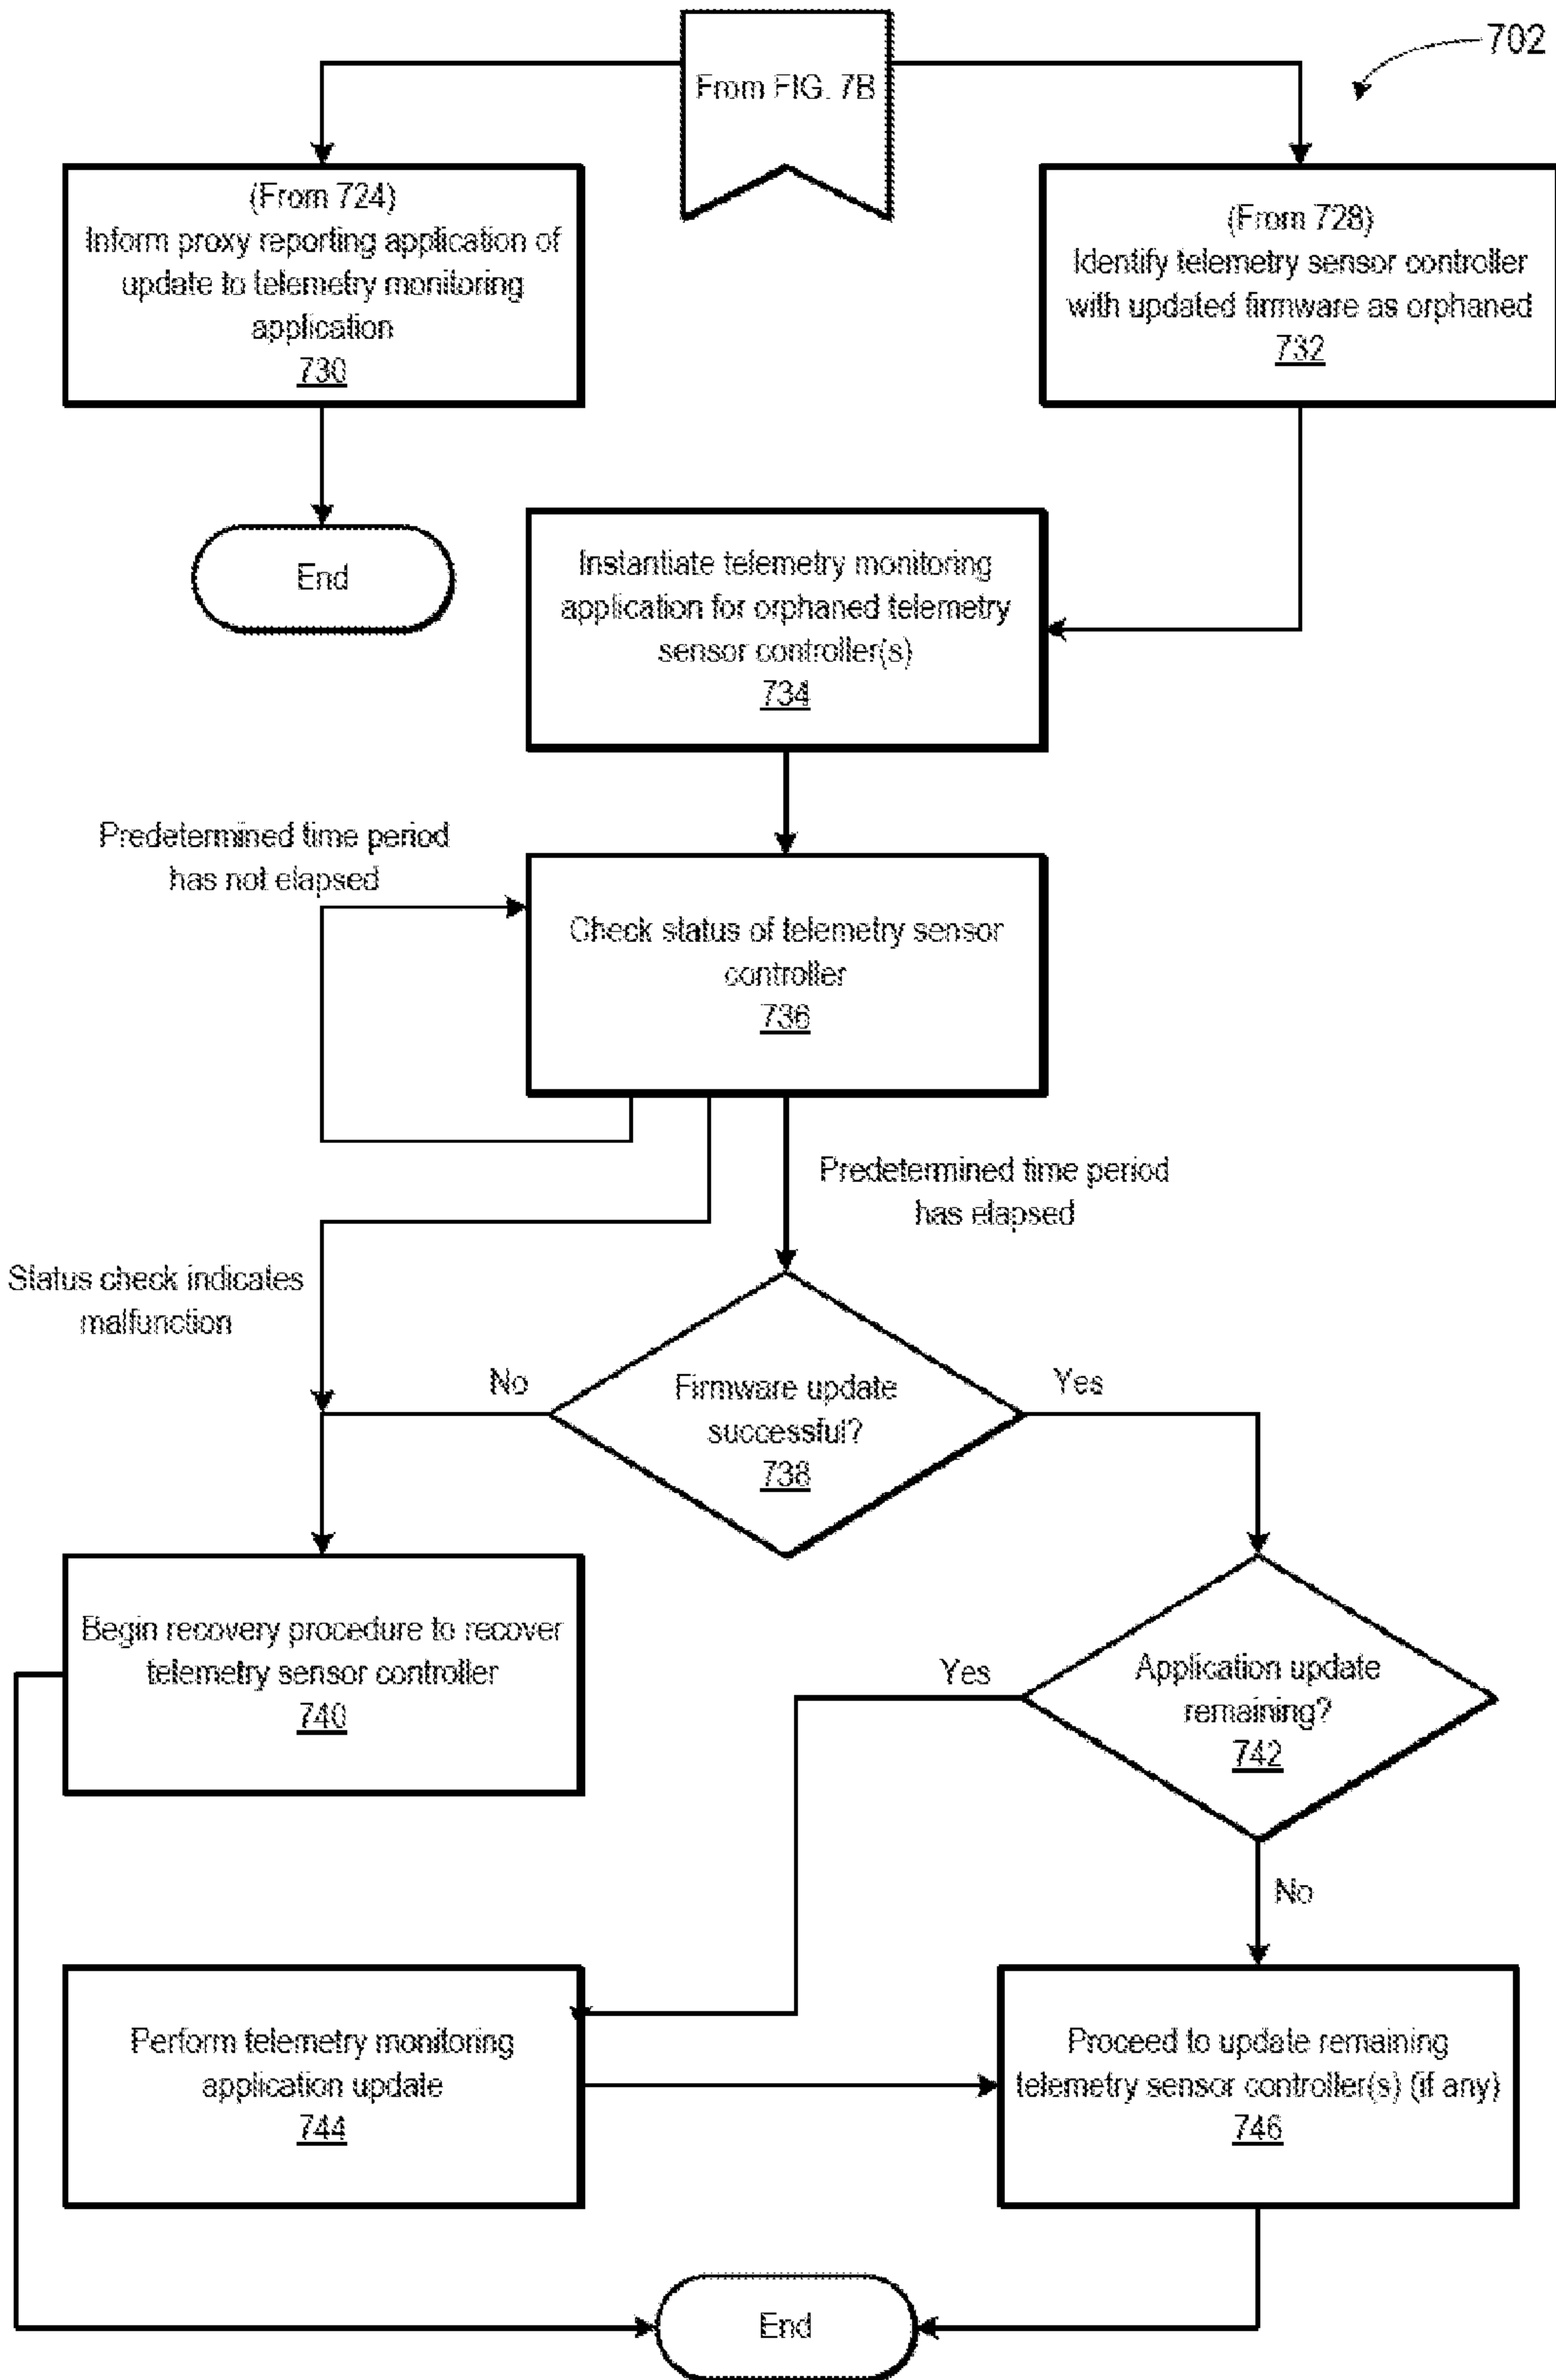 702
From FIG. 7B
(From 724)
Inform proxy reporting application of
update to telemetry monitoring
application
730
(From 728)
Identify telemetry sensor controller
with updated firmware as orphaned
732
End
Instantiate telemetry monitoring
application for orphaned telemetry
sensor controller(s)
734
Predetermined time period
has not elapsed
Check status of telemetry sensor
controller
736
Predetermined time period
has elapsed
Status check indicates
malfunction
No
Firmware update
successful?
738
Yes
Begin recovery procedure to recover
telemetry sensor controller
740
Yes
Application update
remaining?
742
No
Perform telemetry monitoring
application update
744
Proceed to update remaining
telemetry sensor controller(s) (if any)
746
End